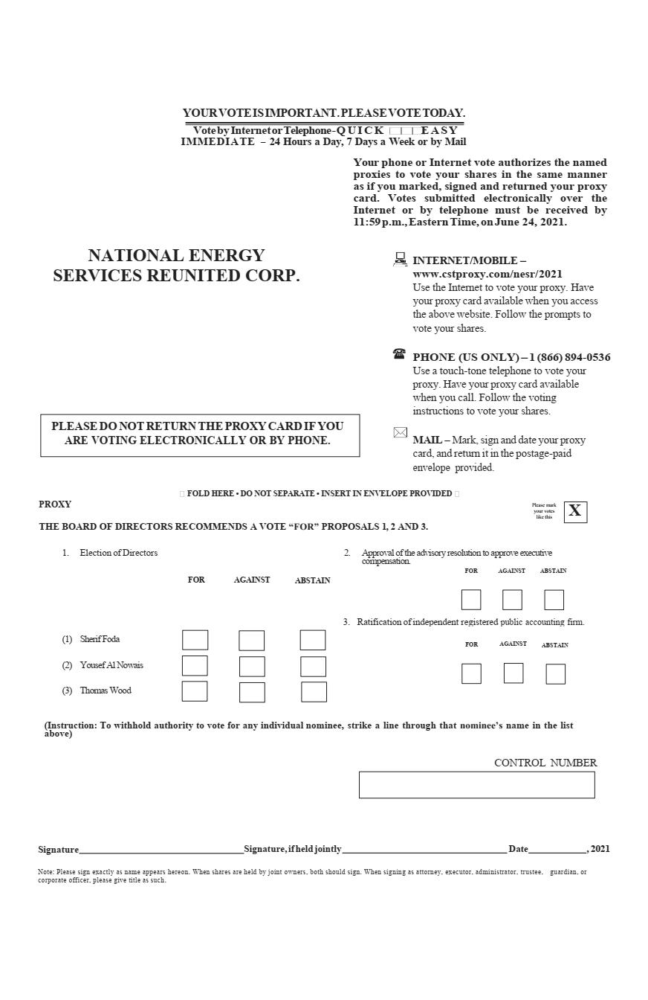 YOUR VOTE IS IMPORTANT. PLEASE VOTE TODAY.
Vote by Internet or Telephone - QUICK □□□EASY
IMMEDIATE – 24 Hours a Day, 7 Days a Week or by Mail
Your phone or Internet vote authorizes the named
proxies to vote your shares in the same manner
as if you marked, signed and returned your proxy
card. Votes submitted electronically over the
Internet or by telephone must be received by
11:59 p.m., Eastern Time, on June 24, 2021.
NATIONAL ENERGY
SERVICES REUNITED CORP.
INTERNET/MOBILE –
www.cstproxy.com/nesr/2021
Use the Internet to vote your proxy. Have
your proxy card available when you access
the above website. Follow the prompts to
vote your shares.
PHONE (US ONLY) – 1 (866) 894-0536
Use a touch-tone telephone to vote your
proxy. Have your proxy card available
when you call. Follow the voting
instructions to vote your shares.
PLEASE DO NOT RETURN THE PROXY CARD IF YOU
ARE VOTING ELECTRONICALLY OR BY PHONE.
MAIL – Mark, sign and date your proxy
card, and return it in the postage-paid
envelope provided.
□ FOLD HERE • DO NOT SEPARATE • INSERT IN ENVELOPE PROVIDED □
PROXY
Please mark
your votes
like this
X
THE BOARD OF DIRECTORS RECOMMENDS A VOTE “FOR” PROPOSALS 1, 2 AND 3.
1. Election of Directors
FOR AGAINST ABSTAIN
(1) Sherif Foda
(2) Yousef Al Nowais
(3) Thomas Wood
2. Approval of the advisory resolution to approve executive
compensation.
FOR AGAINST ABSTAIN
3. Ratification of independent registered public accounting firm.
FOR AGAINST ABSTAIN
(Instruction: To withhold authority to vote for any individual nominee, strike a line through that nominee’s name in the list
above)
CONTROL NUMBER
Signature Signature, if held jointly Date , 2021
Note: Please sign exactly as name appears hereon. When shares are held by joint owners, both should sign. When signing as attorney, executor, administrator, trustee, guardian, or
corporate officer, please give title as such.